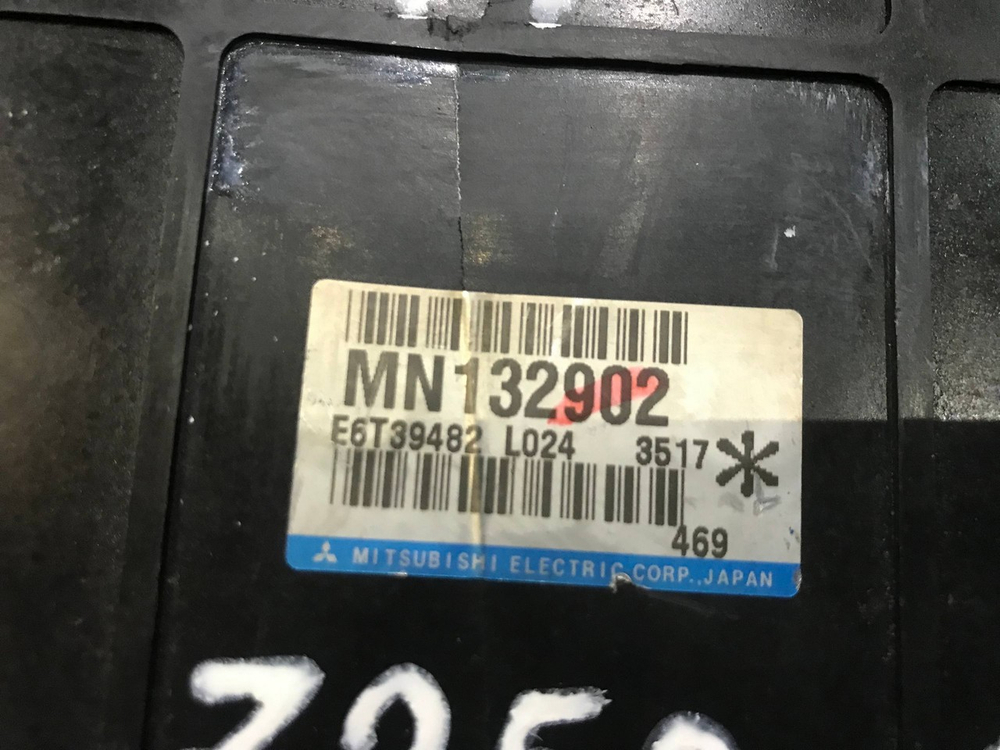 MN132902
E6T39482 L024 3517 *
469
MITSUBISHI ELECTRIC CORP., JAPAN